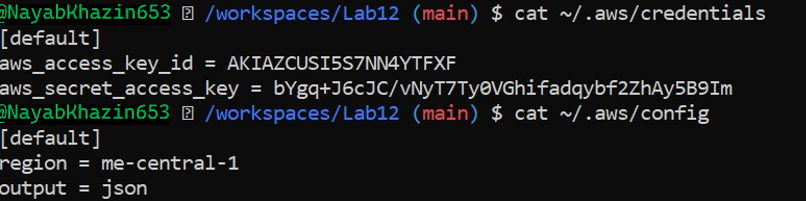 @NayabKhazin653 ➜ /workspaces/Lab12 (main) $ cat ~/.aws/credentials
[default]
aws_access_key_id = AKIAZCUSI5S7NN4YTFXF
aws_secret_access_key = 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
@NayabKhazin653 ➜ /workspaces/Lab12 (main) $ cat ~/.aws/config
[default]
region = me-central-1
output = json